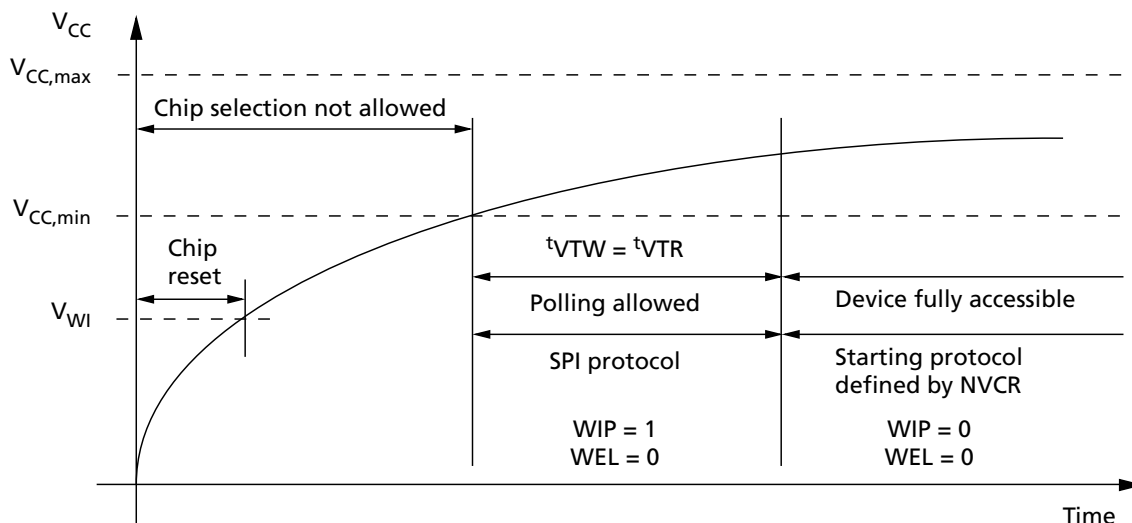 VCC
VCC,max
Chip selection not allowed
VCC,min
Chip
reset
tVTW = tVTR
Polling allowed
Device fully accessible
VWI
SPI protocol
Starting protocol
defined by NVCR
WIP = 1
WEL = 0
WIP = 0
WEL = 0
Time